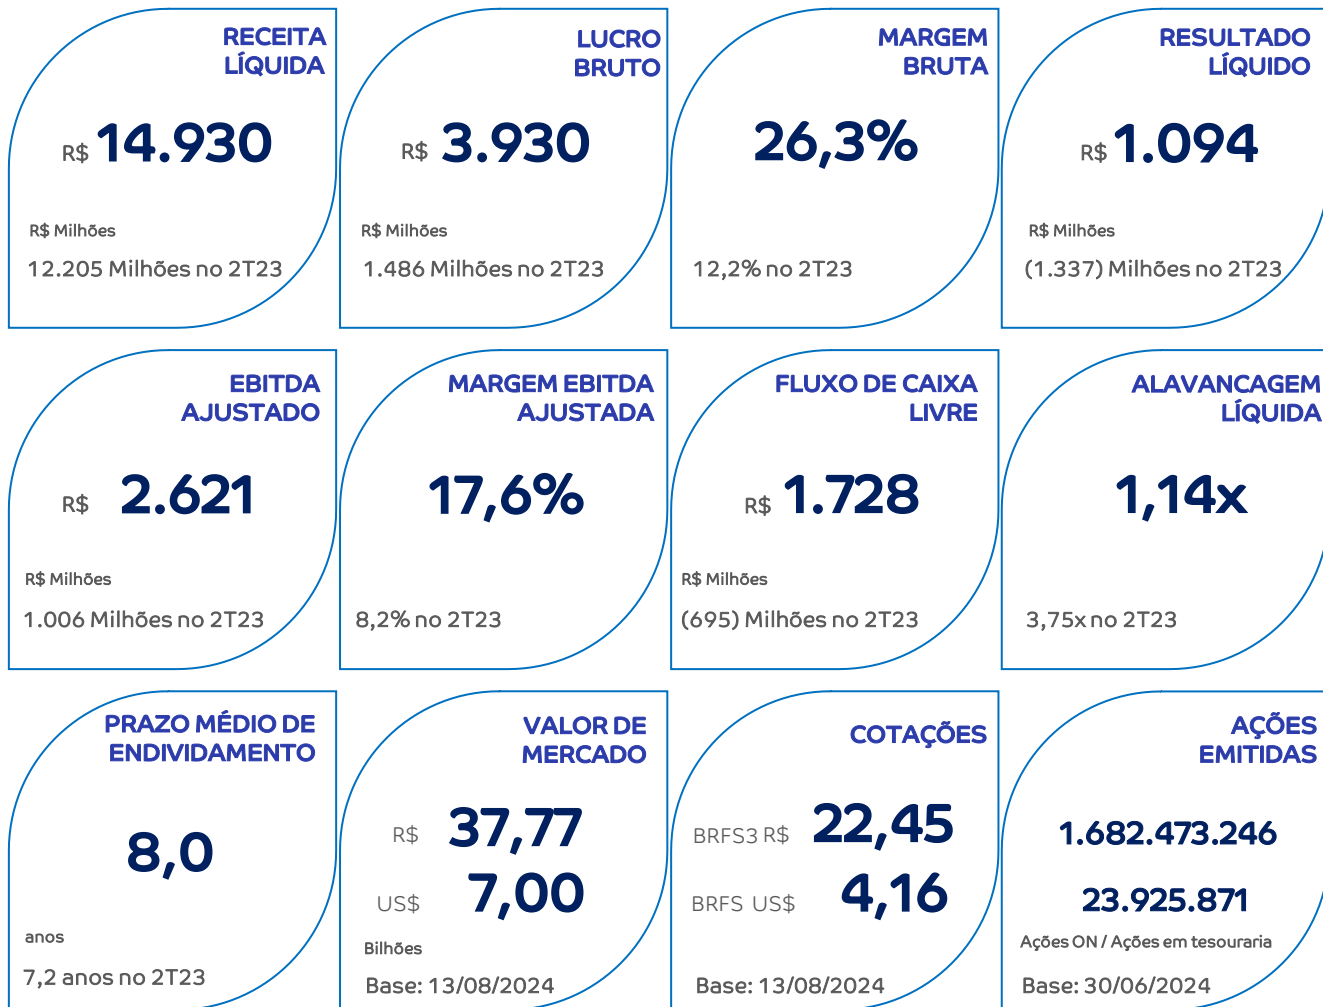 RECEITA
LÍQUIDA
R$ 14.930
R$ Milhões
12.205 Milhões no 2T23
LUCRO
BRUTO
R$ 3.930
R$ Milhões
1.486 Milhões no 2T23
MARGEM
BRUTA
26,3%
12,2% no 2T23
RESULTADO
LÍQUIDO
R$ 1.094
R$ Milhões
(1.337) Milhões no 2T23
EBITDA
AJUSTADO
R$ 2.621
R$ Milhões
1.006 Milhões no 2T23
MARGEM EBITDA
AJUSTADA
17,6%
8,2% no 2T23
FLUXO DE CAIXA
LIVRE
R$ 1.728
R$ Milhões
(695) Milhões no 2T23
ALAVANCAGEM
LÍQUIDA
1,14x
3,75x no 2T23
PRAZO MÉDIO DE
ENDIVIDAMENTO
8,0
anos
7,2 anos no 2T23
VALOR DE
MERCADO
R$ 37,77
US$ 7,00
Bilhões
Base: 13/08/2024
COTAÇÕES
BRFS3 R$ 22,45
BRFS US$ 4,16
Base: 13/08/2024
AÇÕES
EMITIDAS
1.682.473.246
23.925.871
Ações ON / Ações em tesouraria
Base: 30/06/2024